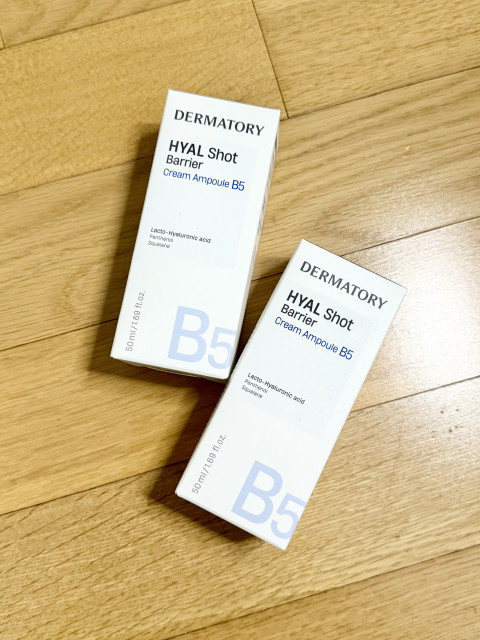 DERMATORY
HYAL Shot
Barrier
Cream Ampoule B5
Lacto-Hyaluronic acid
Panthenol
Squalane
50 ml / 1.69 fl.oz.
B5
DERMATORY
HYAL Shot
Barrier
Cream Ampoule B5
Lacto-Hyaluronic acid
Panthenol
Squalane
50 ml / 1.69 fl.oz.
B5